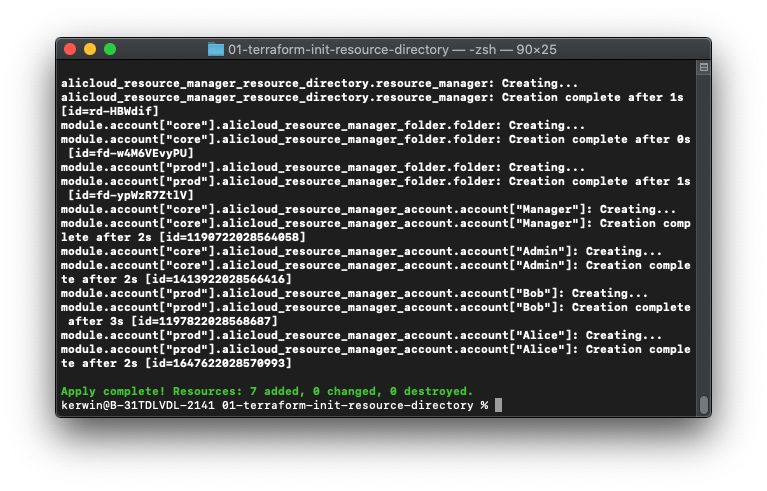 01-terraform-init-resource-directory — -zsh — 90×25
alicloud_resource_manager_resource_directory.resource_manager: Creating...
alicloud_resource_manager_resource_directory.resource_manager: Creation complete after 1s
[id=rd-HBWdif]
module.account["core"].alicloud_resource_manager_folder.folder: Creating...
module.account["core"].alicloud_resource_manager_folder.folder: Creation complete after 0s
[id=fd-w4M6VEvyPU]
module.account["prod"].alicloud_resource_manager_folder.folder: Creating...
module.account["prod"].alicloud_resource_manager_folder.folder: Creation complete after 1s
[id=fd-ypWzR7ZtlV]
module.account["core"].alicloud_resource_manager_account.account["Manager"]: Creating...
module.account["core"].alicloud_resource_manager_account.account["Manager"]: Creation comp
lete after 2s [id=1190722028564058]
module.account["core"].alicloud_resource_manager_account.account["Admin"]: Creating...
module.account["core"].alicloud_resource_manager_account.account["Admin"]: Creation comple
te after 2s [id=1413922028566416]
module.account["prod"].alicloud_resource_manager_account.account["Bob"]: Creating...
module.account["prod"].alicloud_resource_manager_account.account["Bob"]: Creation complete
after 3s [id=1197822028568687]
module.account["prod"].alicloud_resource_manager_account.account["Alice"]: Creating...
module.account["prod"].alicloud_resource_manager_account.account["Alice"]: Creation comple
te after 2s [id=1647622028570993]
Apply complete! Resources: 7 added, 0 changed, 0 destroyed.
kerwin@B-31TDLVDL-2141 01-terraform-init-resource-directory %